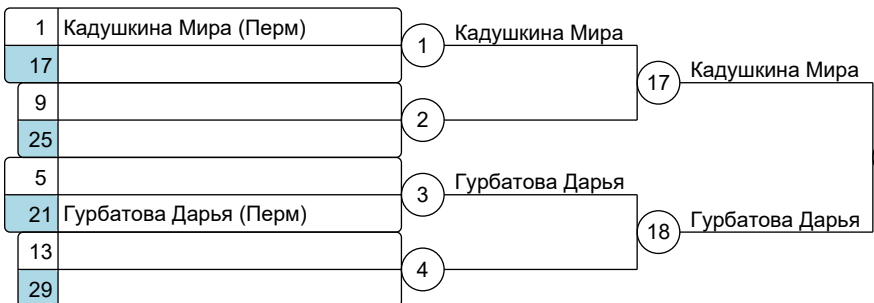 1 Кадушкина Мира (Перм)
17
1 Кадушкина Мира
9
25
2
17 Кадушкина Мира
5
21 Гурбатова Дарья (Перм)
3 Гурбатова Дарья
13
29
4
18 Гурбатова Дарья